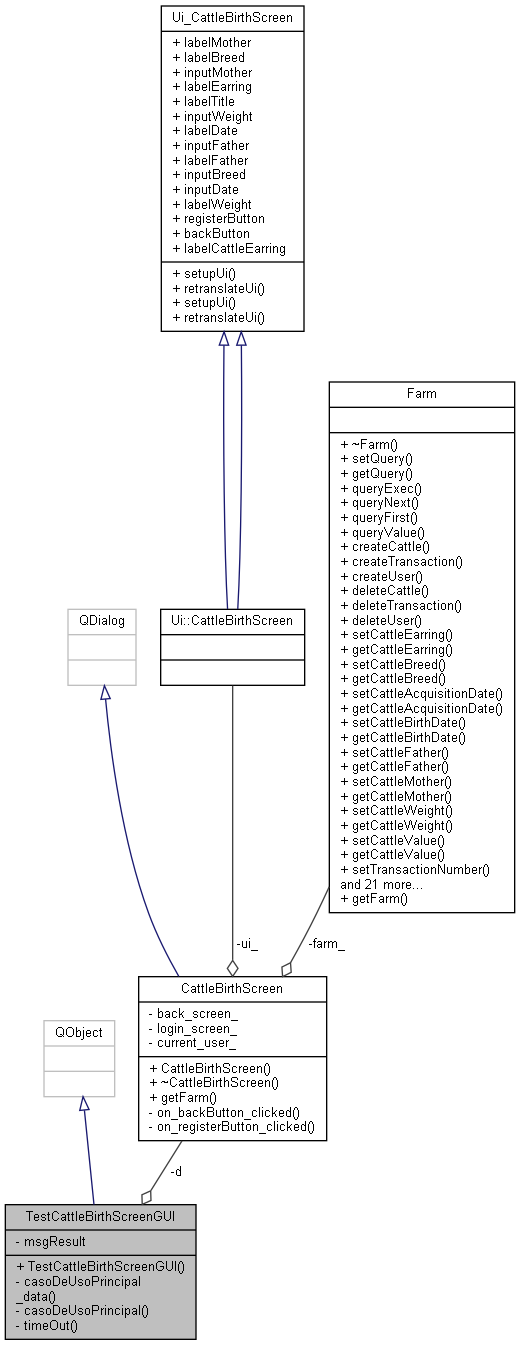 Ui_CattleBirthScreen
+ labelMother
+ labelBreed
+ inputMother
+ labelEarring
+ labelTitle
+ inputWeight
+ labelDate
+ inputFather
+ labelFather
+ inputBreed
+ inputDate
+ labelWeight
+ registerButton
+ backButton
+ labelCattleEarring
+ setupUi()
+ retranslateUi()
+ setupUi()
+ retranslateUi()
Farm
+ ~Farm()
+ setQuery()
+ getQuery()
+ queryExec()
+ queryNext()
+ queryFirst()
+ queryValue()
+ createCattle()
+ createTransaction()
+ createUser()
+ deleteCattle()
+ deleteTransaction()
+ deleteUser()
+ setCattleEarring()
+ getCattleEarring()
+ setCattleBreed()
+ getCattleBreed()
+ setCattleAcquisitionDate()
+ getCattleAcquisitionDate()
+ setCattleBirthDate()
+ getCattleBirthDate()
+ setCattleFather()
+ getCattleFather()
+ setCattleMother()
+ getCattleMother()
+ setCattleWeight()
+ getCattleWeight()
+ setCattleValue()
+ getCattleValue()
+ setTransactionNumber()
and 21 more...
+ getFarm()
QDialog
Ui::CattleBirthScreen
-ui_
-farm_
CattleBirthScreen
- back_screen_
- login_screen_
- current_user_
+ CattleBirthScreen()
+ ~CattleBirthScreen()
+ getFarm()
- on_backButton_clicked()
- on_registerButton_clicked()
QObject
-d
TestCattleBirthScreenGUI
- msgResult
+ TestCattleBirthScreenGUI()
- casoDeUsoPrincipal
_data()
- casoDeUsoPrincipal()
- timeOut()